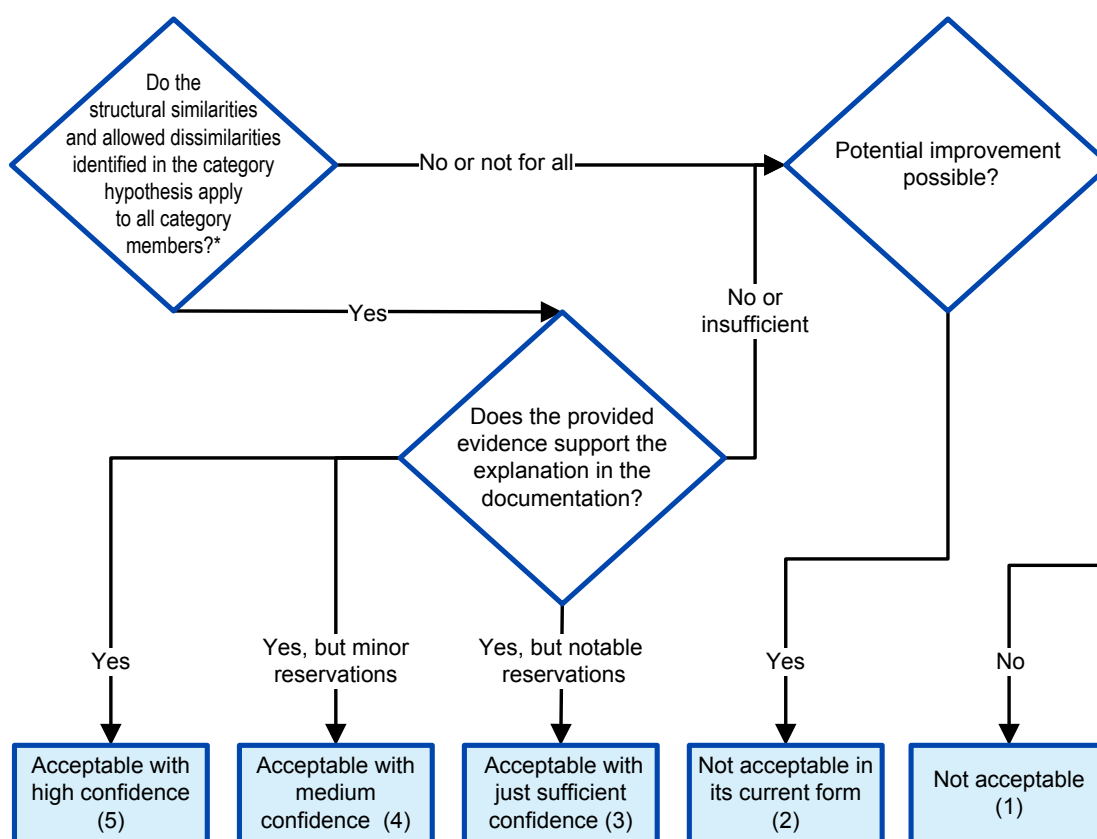 Do the
structural similarities
and allowed dissimilarities
identified in the category
hypothesis apply
to all category
members?*
No or not for all
Potential improvement
possible?
Yes
No or
insufficient
Does the provided
evidence support the
explanation in the
documentation?
Yes
Yes, but minor
reservations
Yes, but notable
reservations
Yes
No
Acceptable with
high confidence
(5)
Acceptable with
medium
confidence (4)
Acceptable with
just sufficient
confidence (3)
Not acceptable in
its current form
(2)
Not acceptable
(1)